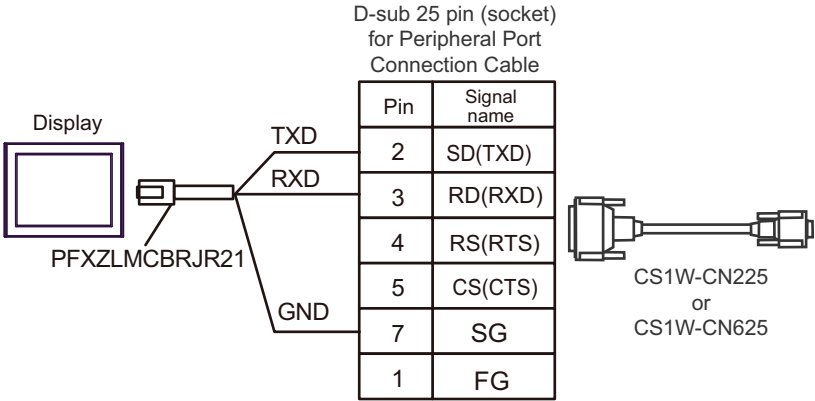 D-sub 25 pin (socket)
for Peripheral Port
Connection Cable
Display
PFXZLMCBRJR21
TXD
RXD
GND
Pin Signal
name
2 SD(TXD)
3 RD(RXD)
4 RS(RTS)
5 CS(CTS)
7 SG
1 FG
CS1W-CN225
or
CS1W-CN625